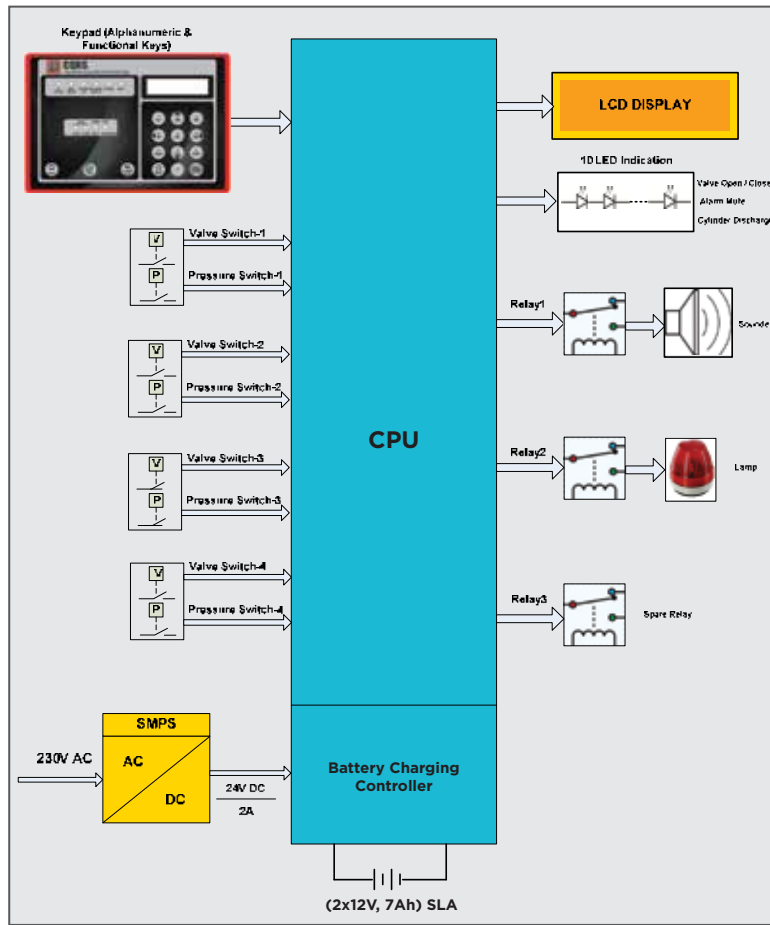 Keypad (Alphanumeric &
Functional Keys)
LCD DISPLAY
10 LED Indication
Valve Open / Close
Alarm Mute
Cylinder Discharge
V
Valve Switch-1
P
Pressure Switch-1
Relay1
Sounder
V
Valve Switch-2
P
Pressure Switch-2
CPU
V
Valve Switch-3
P
Pressure Switch-3
Relay2
Lamp
V
Valve Switch-4
P
Pressure Switch-4
Relay3
Spare Relay
SMPS
230V AC
AC
DC
24V DC
2A
Battery Charging
Controller
(2x12V, 7Ah) SLA